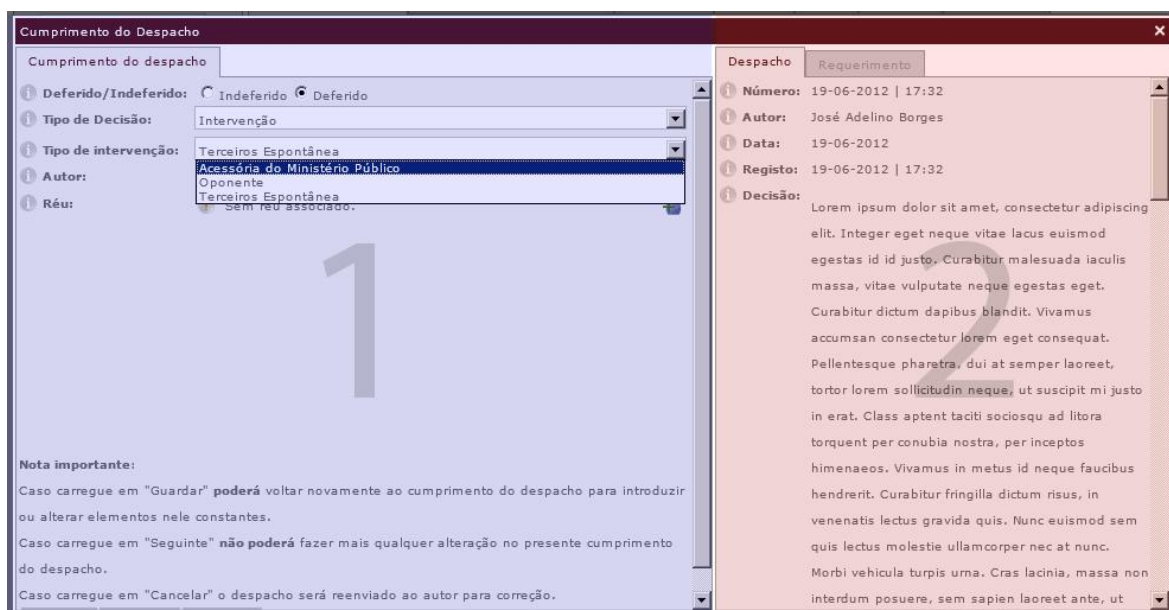 Cumprimento do Despacho
×
Cumprimento do despacho
Deferido/Indeferido: Indeferido Deferido
Tipo de Decisão: Intervenção
Tipo de intervenção: Terceiros Espontânea
Acessória do Ministério Público
Oponente
Terceiros Espontânea
Autor:
Réu: Sem réu associado.
1
Nota importante:
Caso carregue em "Guardar" poderá voltar novamente ao cumprimento do despacho para introduzir
ou alterar elementos nele constantes.
Caso carregue em "Seguinte" não poderá fazer mais qualquer alteração no presente cumprimento
do despacho.
Caso carregue em "Cancelar" o despacho será reenviado ao autor para correção.
Despacho Requerimento
Número: 19-06-2012 | 17:32
Autor: José Adelino Borges
Data: 19-06-2012
Registo: 19-06-2012 | 17:32
Decisão:
Lorem ipsum dolor sit amet, consectetur adipiscing
elit. Integer eget neque vitae lacus euismod
egestas id id justo. Curabitur malesuada iaculis
massa, vitae vulputate neque egestas eget.
Curabitur dictum dapibus blandit. Vivamus
accumsan consectetur lorem eget consequat.
Pellentesque pharetra, dui at semper laoreet,
tortor lorem sollicitudin neque, ut suscipit mi justo
in erat. Class aptent taciti sociosqu ad litora
torquent per conubia nostra, per inceptos
himenaeos. Vivamus in metus id neque faucibus
hendrerit. Curabitur fringilla dictum risus, in
venenatis lectus gravida quis. Nunc euismod sem
quis lectus molestie ullamcorper nec at nunc.
Morbi vehicula turpis urna. Cras lacinia, massa non
interdum posuere, sem sapien laoreet ante, ut
2